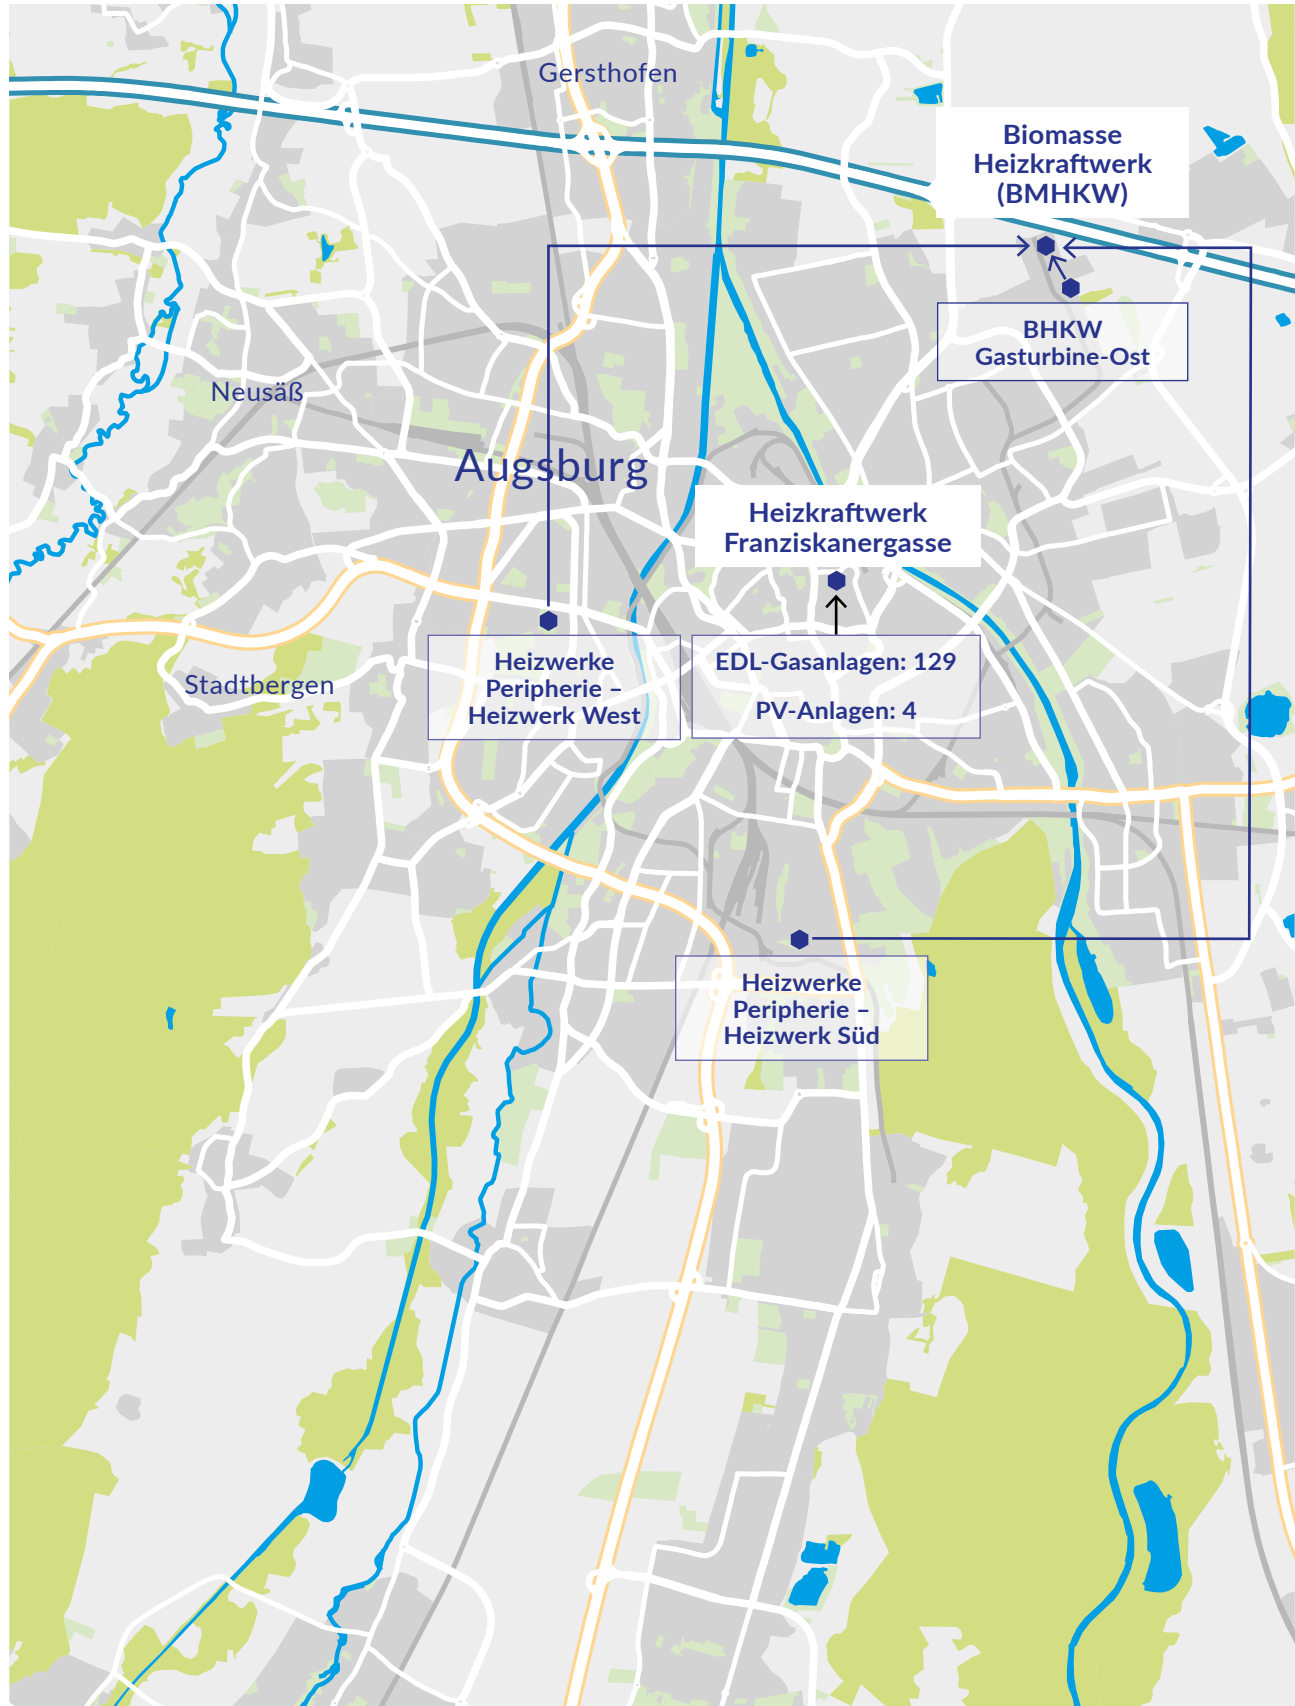 Gersthofen
Biomasse
Heizkraftwerk
(BMHKW)
BHKW
Gasturbine-Ost
Neusäß
Augsburg
Heizkraftwerk
Franziskanergasse
Heizwerke
Peripherie –
Heizwerk West
EDL-Gasanlagen: 129
PV-Anlagen: 4
Stadtbergen
Heizwerke
Peripherie –
Heizwerk Süd